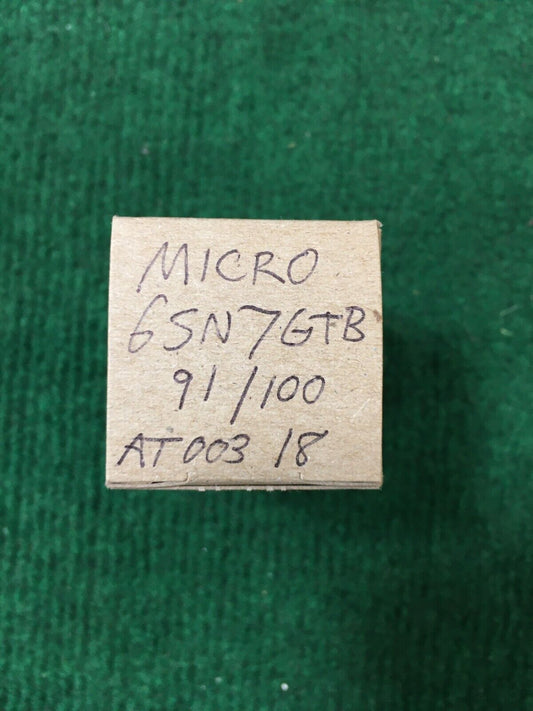 MICRO
6SN7GTB
91/100
AT003 18